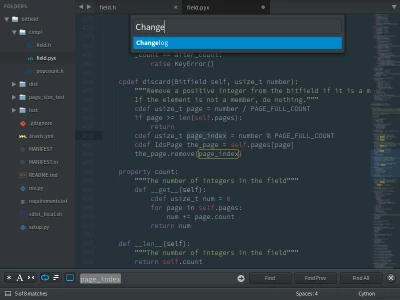 FOLDERS
bitfield
cimpl
field.h
field.pyx
popcount.h
dist
page_size_test
test
.gitignore
.travis.yml
MANIFEST
MANIFEST.in
README.md
requirements.txt
setup.py
field.h
field.pyx
Change
Changelog
_count == after_count:
raise KeyError()
cpdef discard(Bitfield self, usize_t number):
"""Remove a positive integer from the bitfield if it is a m
If the element is not a member, do nothing."""
cdef usize_t page = number / PAGE_FULL_COUNT
if page >= len(self.pages):
return
cdef usize_t page_index = number % PAGE_FULL_COUNT
cdef IdsPage the_page = self.pages[page]
the_page.remove(page_index)
property count:
"""The number of integers in the field"""
def __get__(self):
cdef usize_t num = 0
for page in self.pages:
num += page.count
return num
def __len__(self):
"""The number of integers in the field"""
return self.count
page_index
Find
Find Prev
Find All
5 of 8 matches
Spaces: 4
Cython